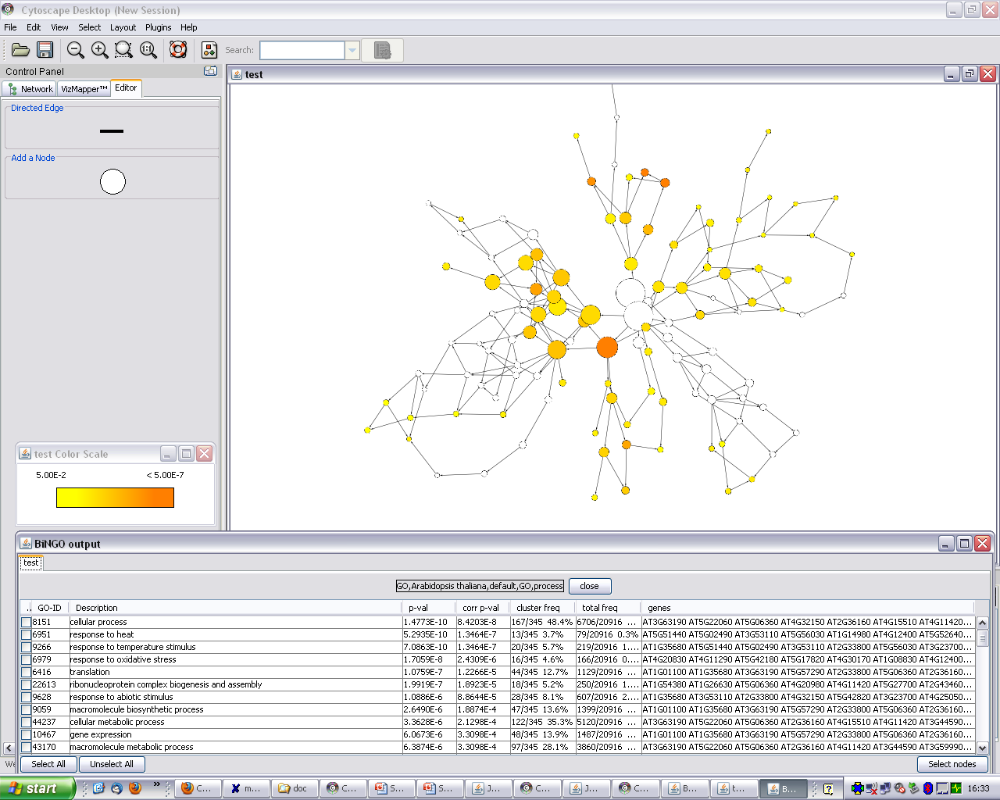 Cytoscape Desktop (New Session)
File Edit View Select Layout Plugins Help
Search:
Control Panel
Network VizMapper™ Editor
Directed Edge
Add a Node
test
test Color Scale
5.00E-2 < 5.00E-7
BiNGO output
test
GO,Arabidopsis thaliana,default,GO,process close
.. GO-ID Description p-val corr p-val cluster freq total freq genes
8151 cellular process 1.4773E-10 8.4203E-8 167/345 48.4% 6706/20916 ... AT3G63190 AT5G22060 AT5G06360 AT4G32150 AT2G36160 AT4G15510 AT4G11420...
6951 response to heat 5.2935E-10 1.3464E-7 13/345 3.7% 79/20916 0.3% AT5G51440 AT5G02490 AT3G53110 AT5G56030 AT1G14980 AT4G12400 AT5G52640...
9266 response to temperature stimulus 7.0863E-10 1.3464E-7 20/345 5.7% 219/20916 1.... AT1G35680 AT5G51440 AT5G02490 AT3G53110 AT2G33800 AT5G56030 AT3G23700...
6979 response to oxidative stress 1.7059E-8 2.4309E-6 16/345 4.6% 166/20916 0.... AT4G20830 AT4G11290 AT5G42180 AT5G17820 AT4G30170 AT1G08830 AT4G12400...
6416 translation 1.0759E-7 1.2266E-5 44/345 12.7% 1129/20916 ... AT1G01100 AT1G35680 AT3G63190 AT5G57290 AT2G33800 AT5G06360 AT2G36160...
22613 ribonucleoprotein complex biogenesis and assembly 1.9919E-7 1.8923E-5 18/345 5.2% 250/20916 1.... AT1G54380 AT1G26630 AT5G06360 AT4G20980 AT4G11420 AT5G27700 AT2G43460...
9628 response to abiotic stimulus 1.0886E-6 8.8644E-5 28/345 8.1% 607/20916 2.... AT1G35680 AT3G53110 AT2G33800 AT4G32150 AT5G42820 AT3G23700 AT4G25050...
9059 macromolecule biosynthetic process 2.6490E-6 1.8874E-4 47/345 13.6% 1399/20916 ... AT1G01100 AT1G35680 AT3G63190 AT5G57290 AT2G33800 AT5G06360 AT2G36160...
44237 cellular metabolic process 3.3628E-6 2.1298E-4 122/345 35.3% 5120/20916 ... AT3G63190 AT5G22060 AT5G06360 AT2G36160 AT4G15510 AT4G11420 AT3G44590...
10467 gene expression 6.0673E-6 3.3098E-4 48/345 13.9% 1487/20916 ... AT1G01100 AT1G35680 AT3G63190 AT5G57290 AT2G33800 AT5G06360 AT2G36160...
43170 macromolecule metabolic process 6.3874E-6 3.3098E-4 97/345 28.1% 3860/20916 ... AT3G63190 AT5G22060 AT5G06360 AT2G36160 AT4G11420 AT3G44590 AT3G59990...
Select All Unselect All Select nodes
start » C... m... doc C... S... S... J... C... J... C... B... t... B... 16:33